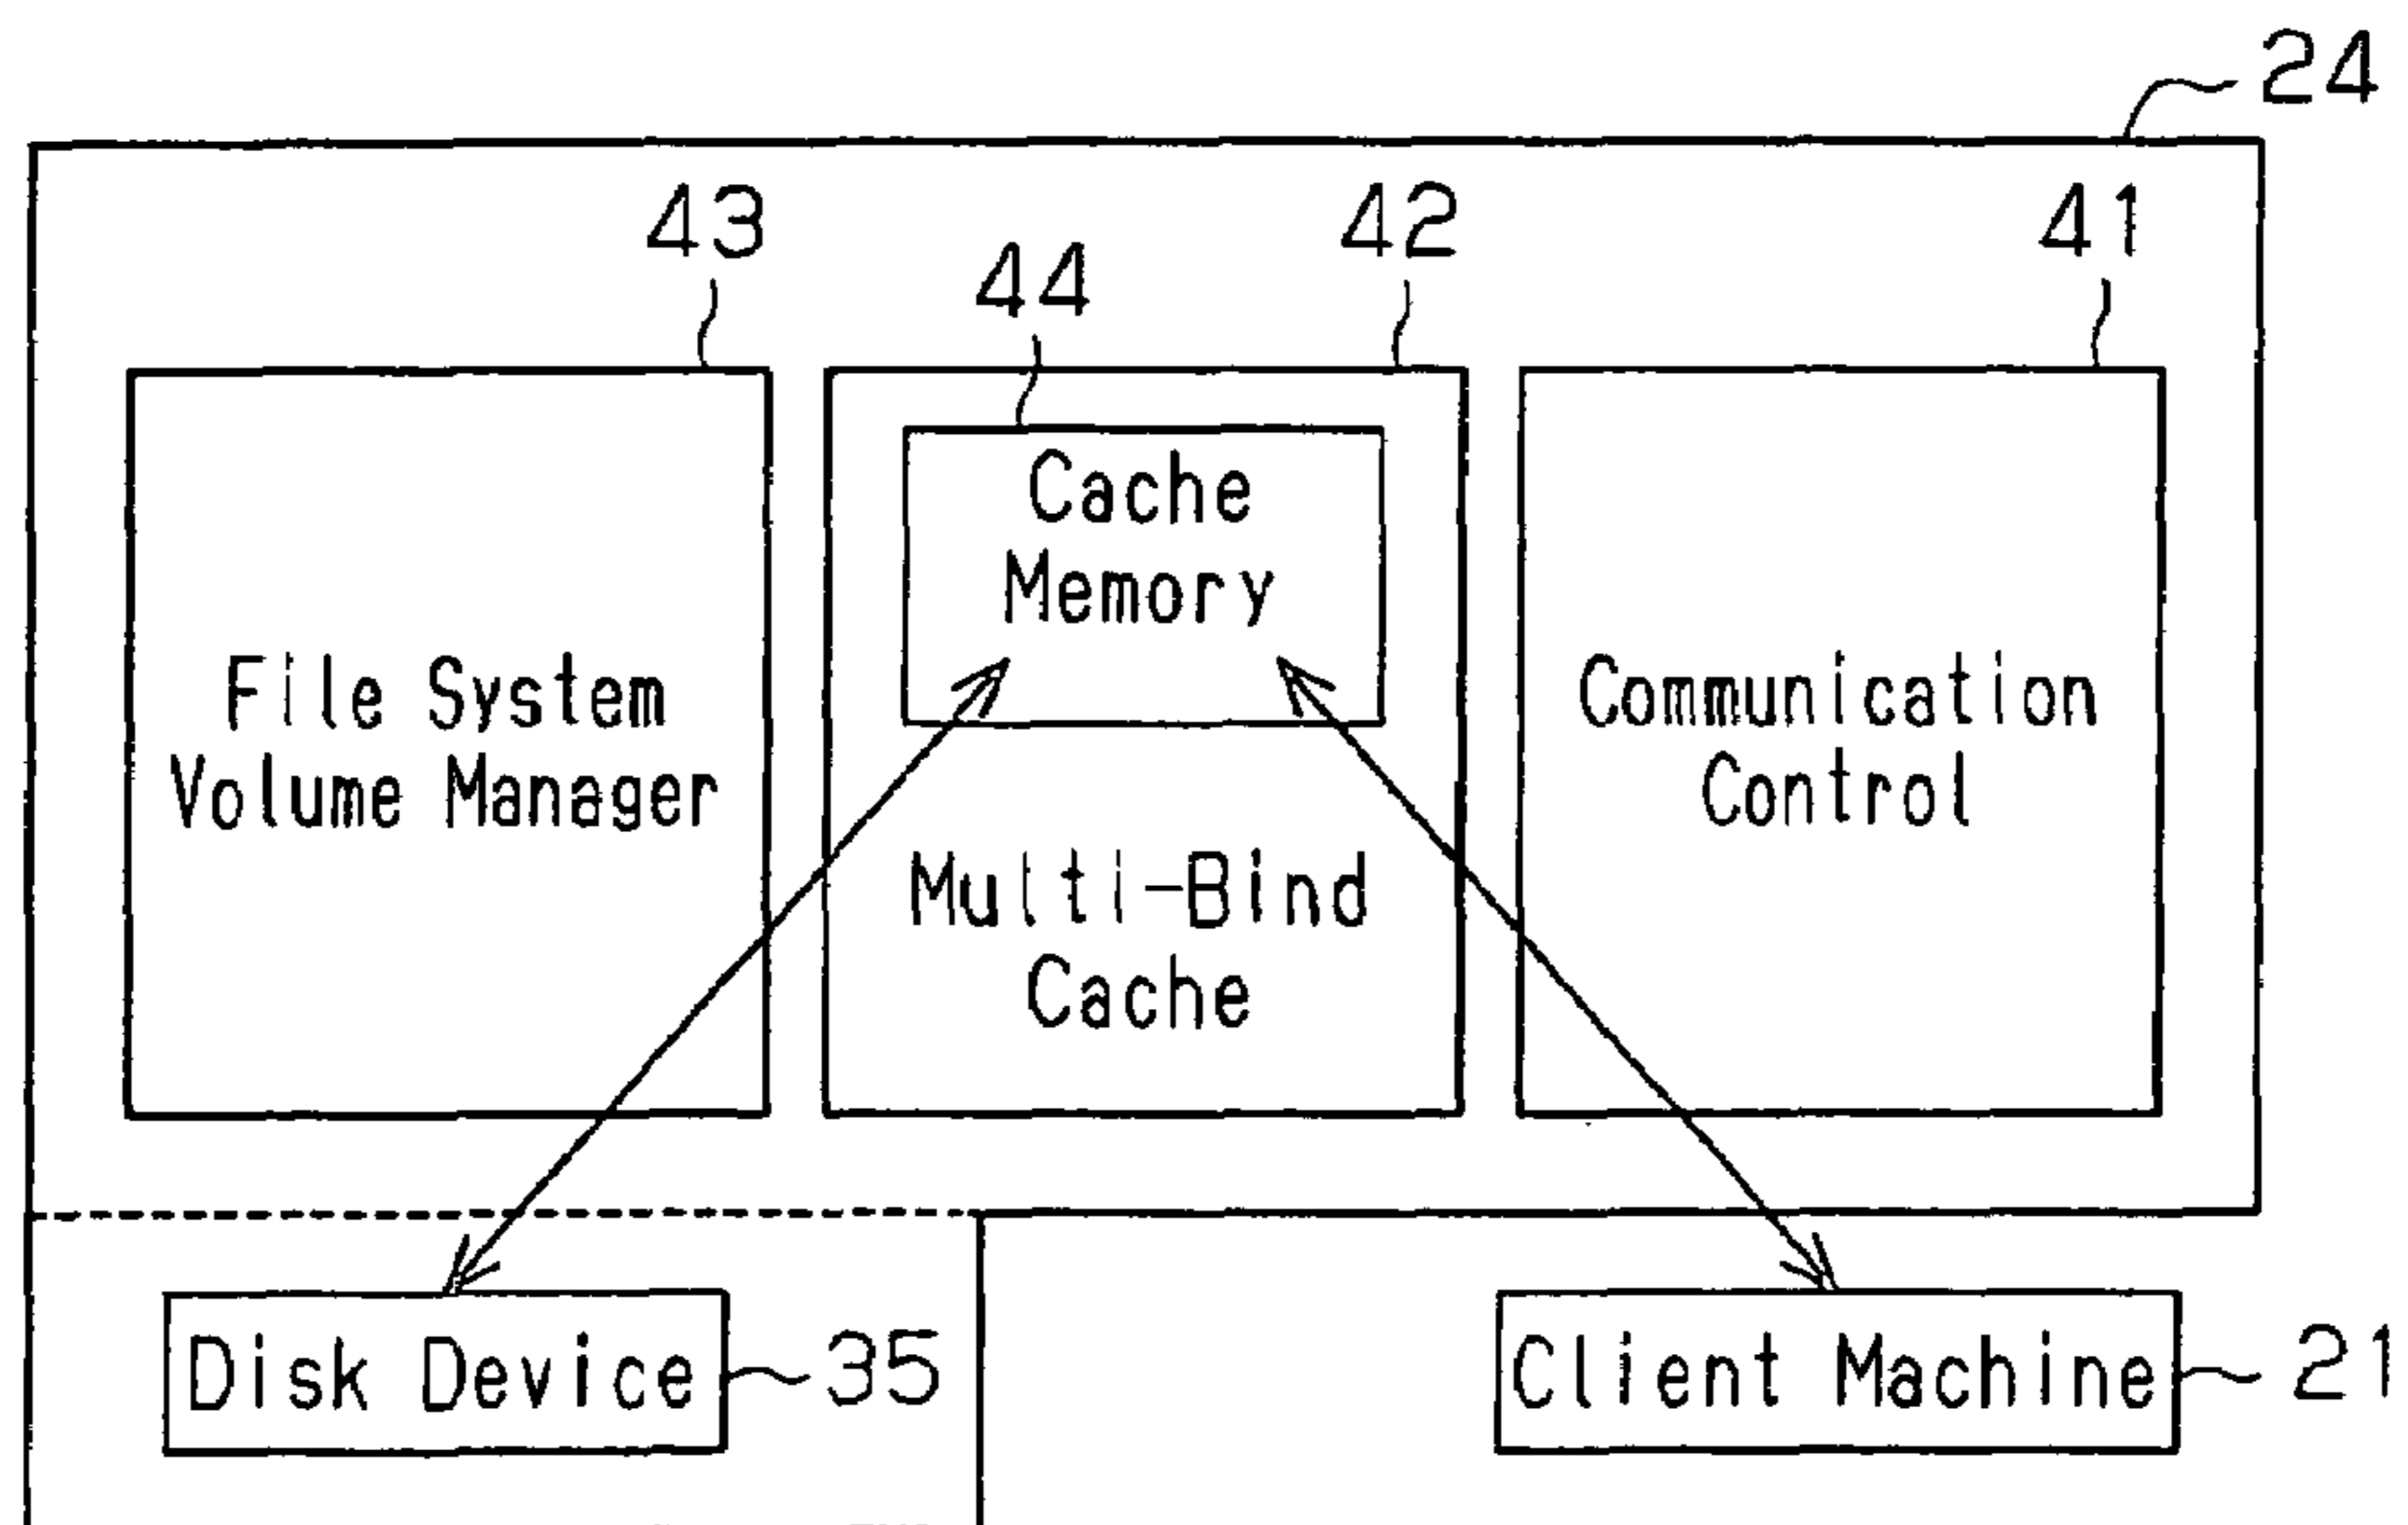 24
43
44
42
41
Cache
Memory
File System
Volume Manager
Multi-Bind
Cache
Communication
Control
Disk Device
35
Client Machine
21